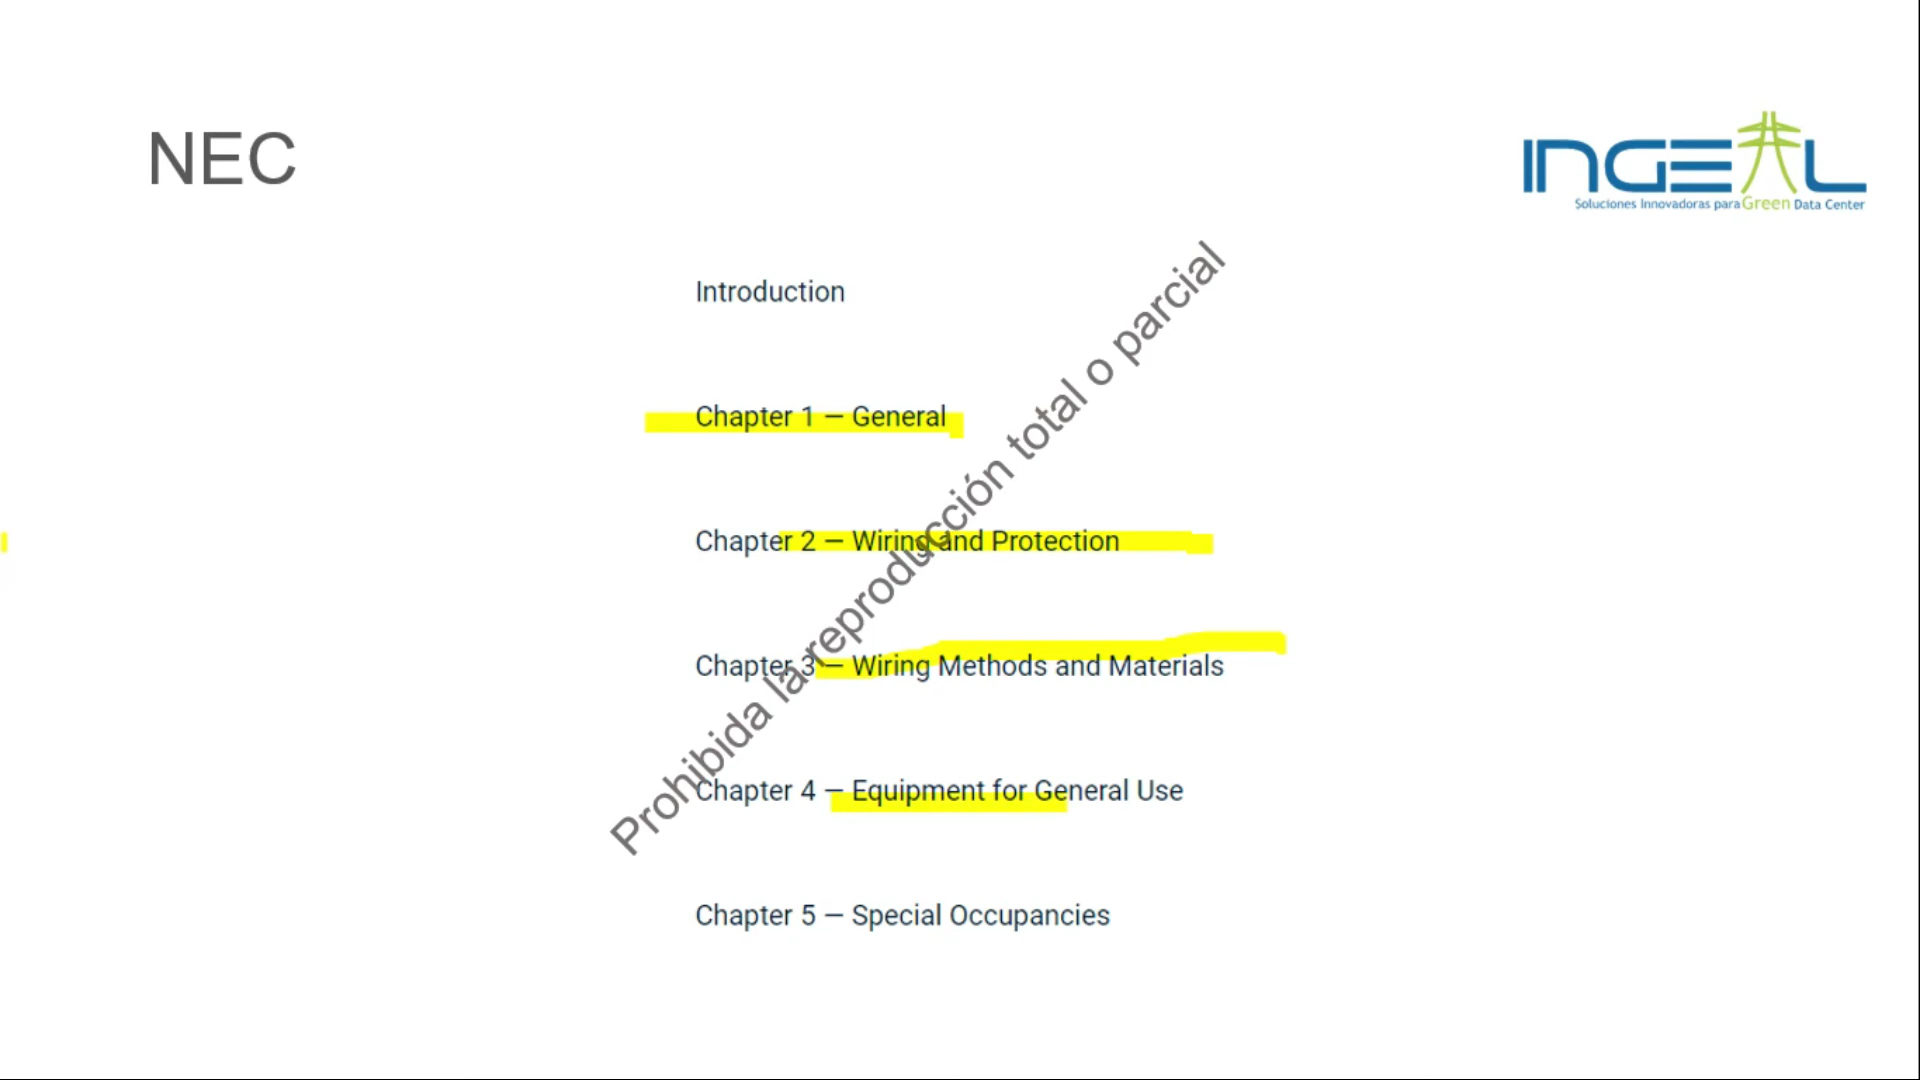 NEC
INGEAL
Soluciones Innovadoras para Green Data Center
Introduction
Chapter 1 — General
Chapter 2 — Wiring and Protection
Chapter 3 — Wiring Methods and Materials
Chapter 4 — Equipment for General Use
Chapter 5 — Special Occupancies
Prohibida la reproducción total o parcial